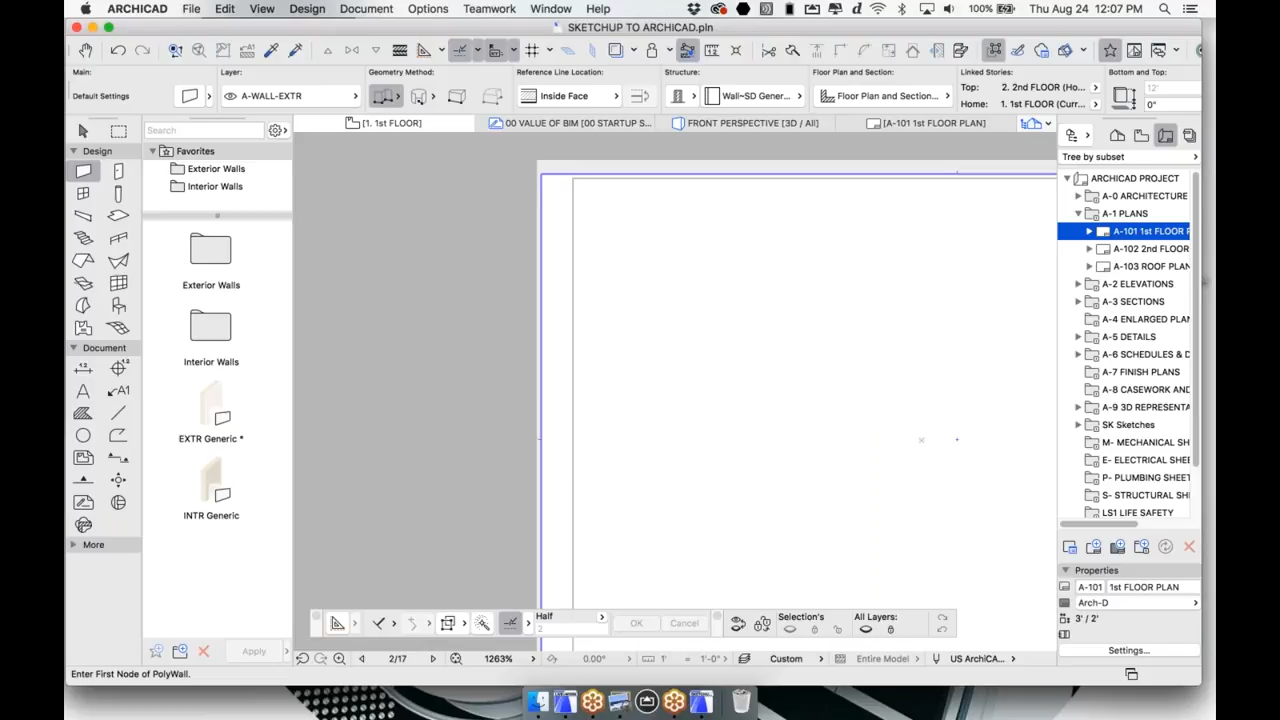 ARCHICAD File Edit View Design Document Options Teamwork Window Help 100% Thu Aug 24 12:07 PM
SKETCHUP TO ARCHICAD.pln
Main: Layer: Geometry Method: Reference Line Location: Structure: Floor Plan and Section: Linked Stories: Bottom and Top:
Default Settings A-WALL-EXTR Inside Face Wall~SD Gener... Floor Plan and Section...
Top: 2. 2nd FLOOR (Ho... 12'
Home: 1. 1st FLOOR (Curr... 0"
[1. 1st FLOOR] 00 VALUE OF BIM [00 STARTUP S... FRONT PERSPECTIVE [3D / All] [A-101 1st FLOOR PLAN]
Search
Design
Document
More
Favorites
Exterior Walls
Interior Walls
Exterior Walls
Interior Walls
EXTR Generic *
INTR Generic
Apply
Tree by subset
ARCHICAD PROJECT
A-0 ARCHITECTURE
A-1 PLANS
A-101 1st FLOOR P
A-102 2nd FLOOR
A-103 ROOF PLAN
A-2 ELEVATIONS
A-3 SECTIONS
A-4 ENLARGED PLAN
A-5 DETAILS
A-6 SCHEDULES & D
A-7 FINISH PLANS
A-8 CASEWORK AND
A-9 3D REPRESENTA
SK Sketches
M- MECHANICAL SHE
E- ELECTRICAL SHEE
P- PLUMBING SHEET
S- STRUCTURAL SHE
LS1 LIFE SAFETY
Properties
A-101 1st FLOOR PLAN
Arch-D
3' / 2'
Settings...
Half
2
OK Cancel
Selection's All Layers:
2/17 1263% 0.00° 1' = 1'-0" Custom Entire Model US ArchiCA...
Enter First Node of PolyWall.